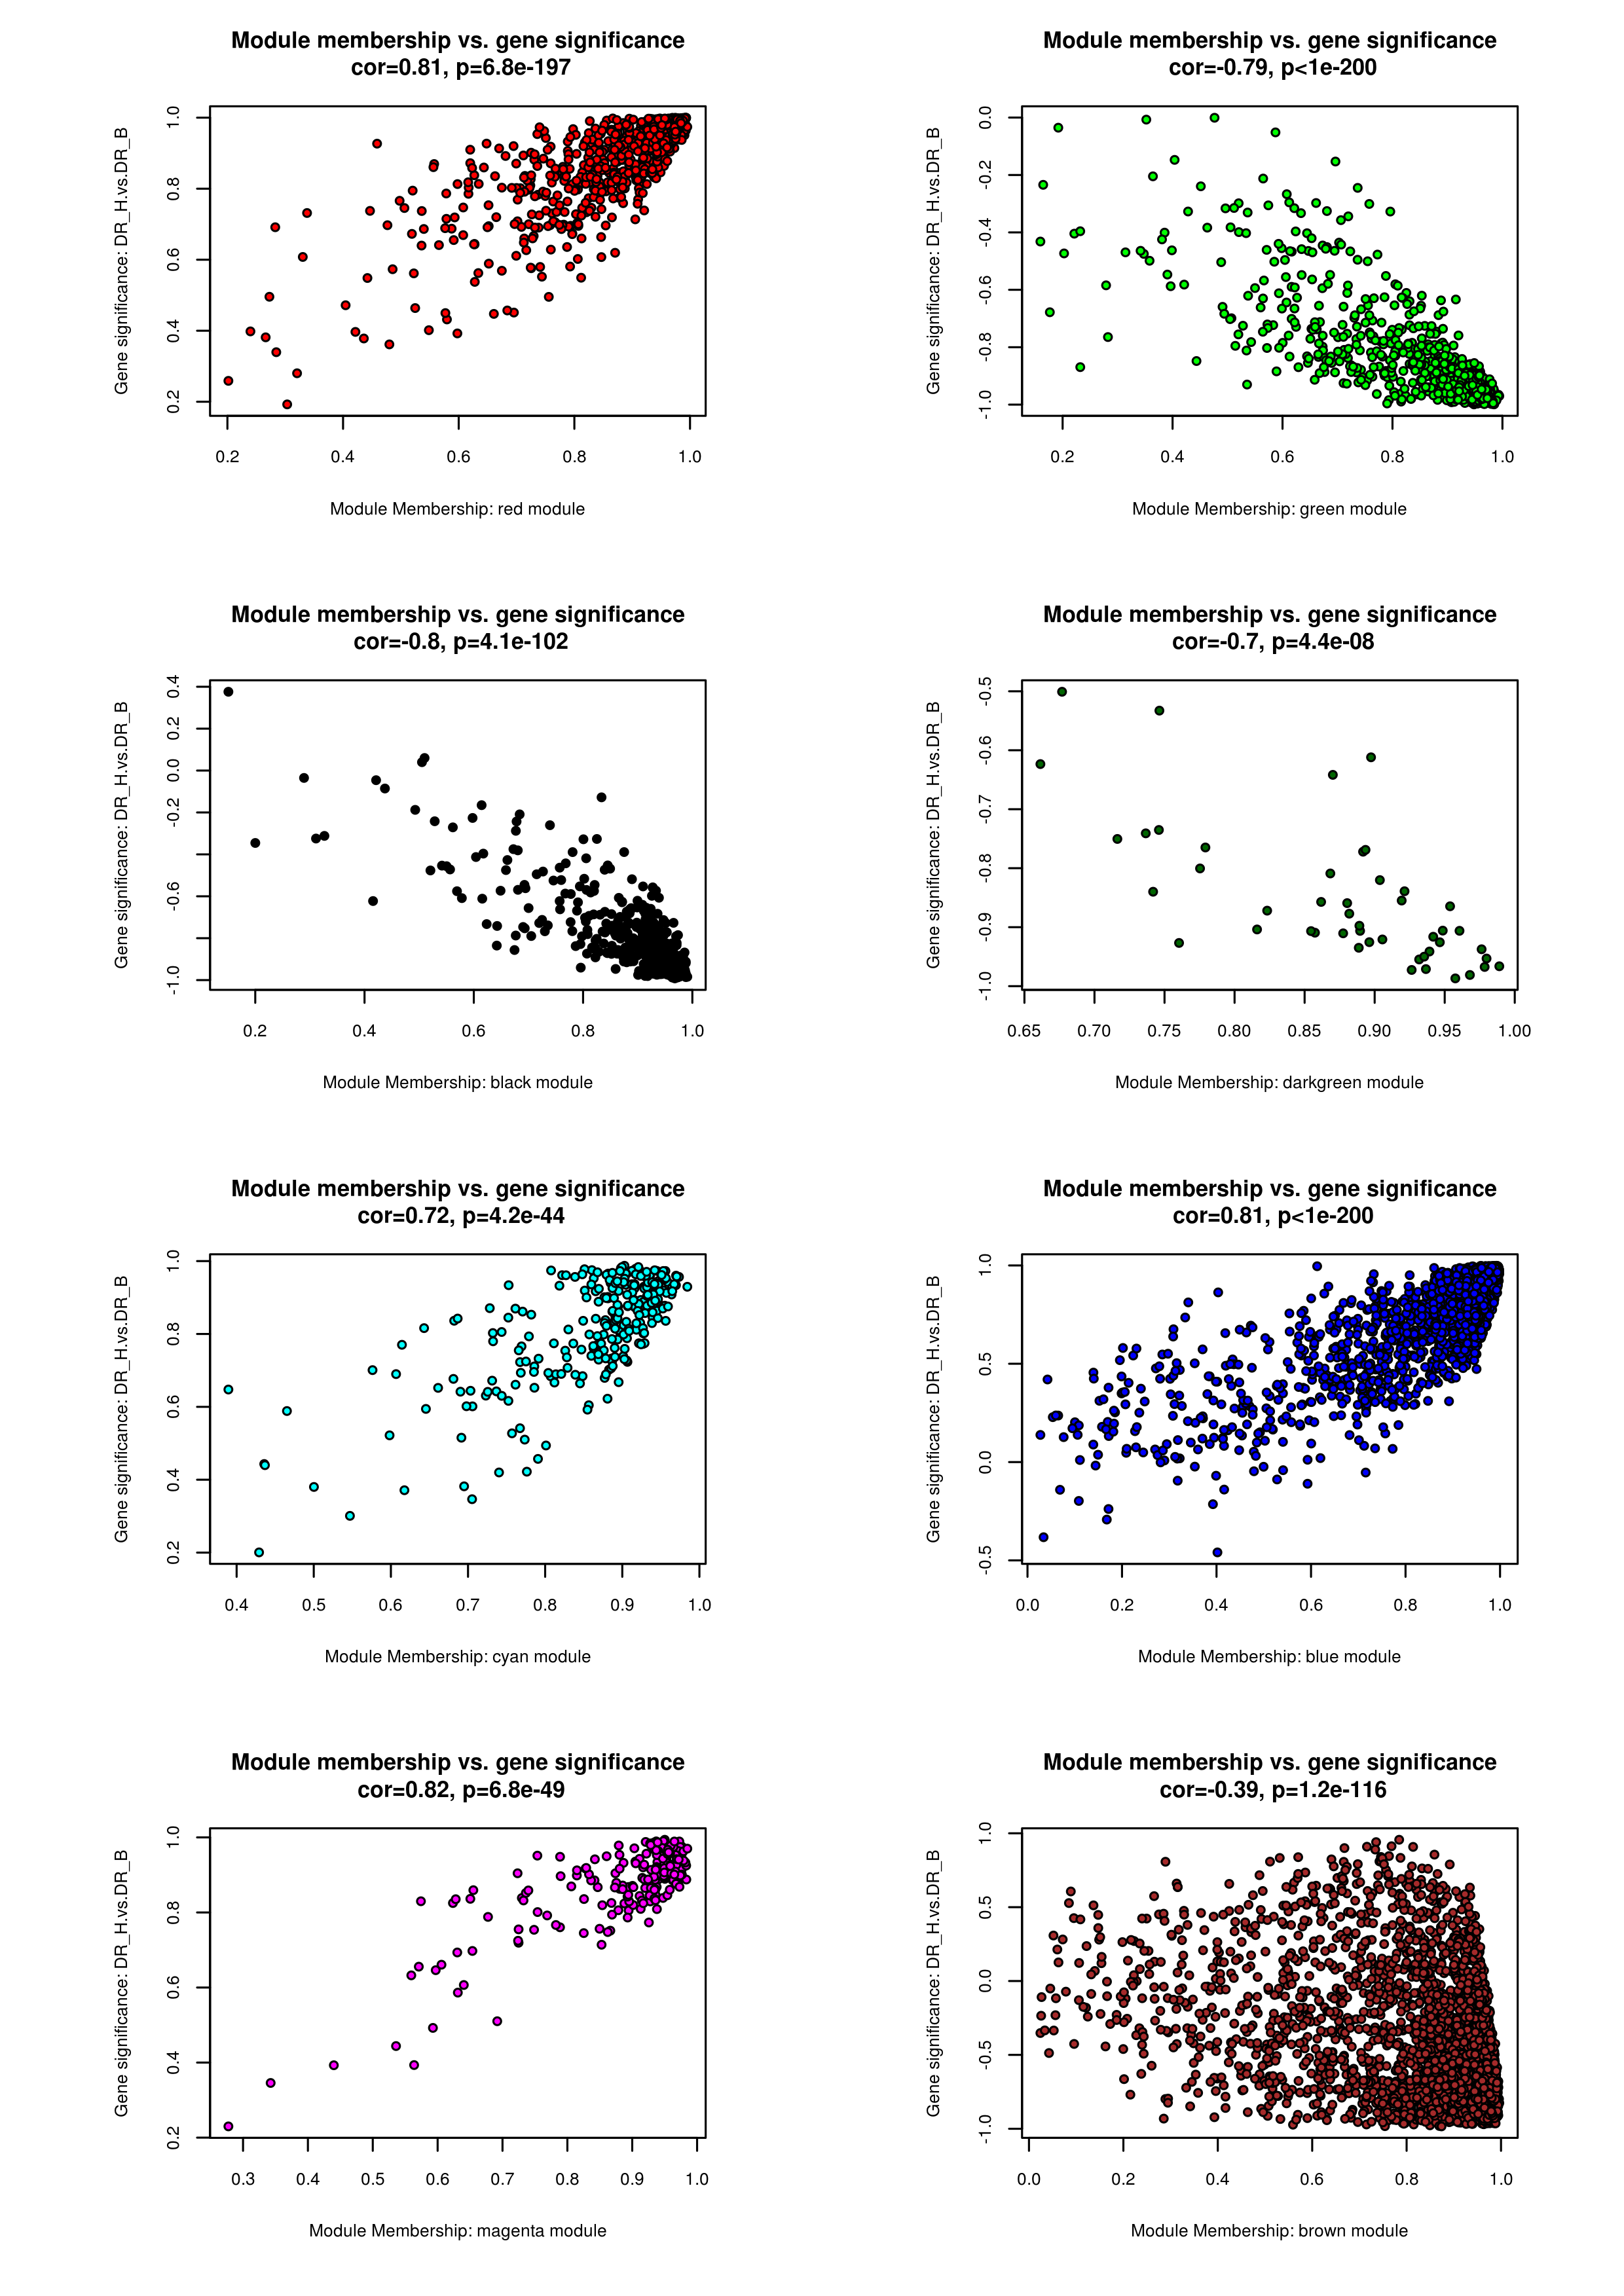 Module membership vs. gene significance
cor=0.81, p=6.8e-197
Gene significance: DR_H.vs.DR_B
1.0
0.8
0.6
0.4
0.2
0.2 0.4 0.6 0.8 1.0
Module Membership: red module
Module membership vs. gene significance
cor=-0.79, p<1e-200
Gene significance: DR_H.vs.DR_B
0.0
-0.2
-0.4
-0.6
-0.8
-1.0
0.2 0.4 0.6 0.8 1.0
Module Membership: green module
Module membership vs. gene significance
cor=-0.8, p=4.1e-102
Gene significance: DR_H.vs.DR_B
0.4
0.2
0.0
-0.2
-0.6
-1.0
0.2 0.4 0.6 0.8 1.0
Module Membership: black module
Module membership vs. gene significance
cor=-0.7, p=4.4e-08
Gene significance: DR_H.vs.DR_B
-0.5
-0.6
-0.7
-0.8
-0.9
-1.0
0.65 0.70 0.75 0.80 0.85 0.90 0.95 1.00
Module Membership: darkgreen module
Module membership vs. gene significance
cor=0.72, p=4.2e-44
Gene significance: DR_H.vs.DR_B
1.0
0.8
0.6
0.4
0.2
0.4 0.5 0.6 0.7 0.8 0.9 1.0
Module Membership: cyan module
Module membership vs. gene significance
cor=0.81, p<1e-200
Gene significance: DR_H.vs.DR_B
1.0
0.5
0.0
-0.5
0.0 0.2 0.4 0.6 0.8 1.0
Module Membership: blue module
Module membership vs. gene significance
cor=0.82, p=6.8e-49
Gene significance: DR_H.vs.DR_B
1.0
0.8
0.6
0.4
0.2
0.3 0.4 0.5 0.6 0.7 0.8 0.9 1.0
Module Membership: magenta module
Module membership vs. gene significance
cor=-0.39, p=1.2e-116
Gene significance: DR_H.vs.DR_B
1.0
0.5
0.0
-0.5
-1.0
0.0 0.2 0.4 0.6 0.8 1.0
Module Membership: brown module